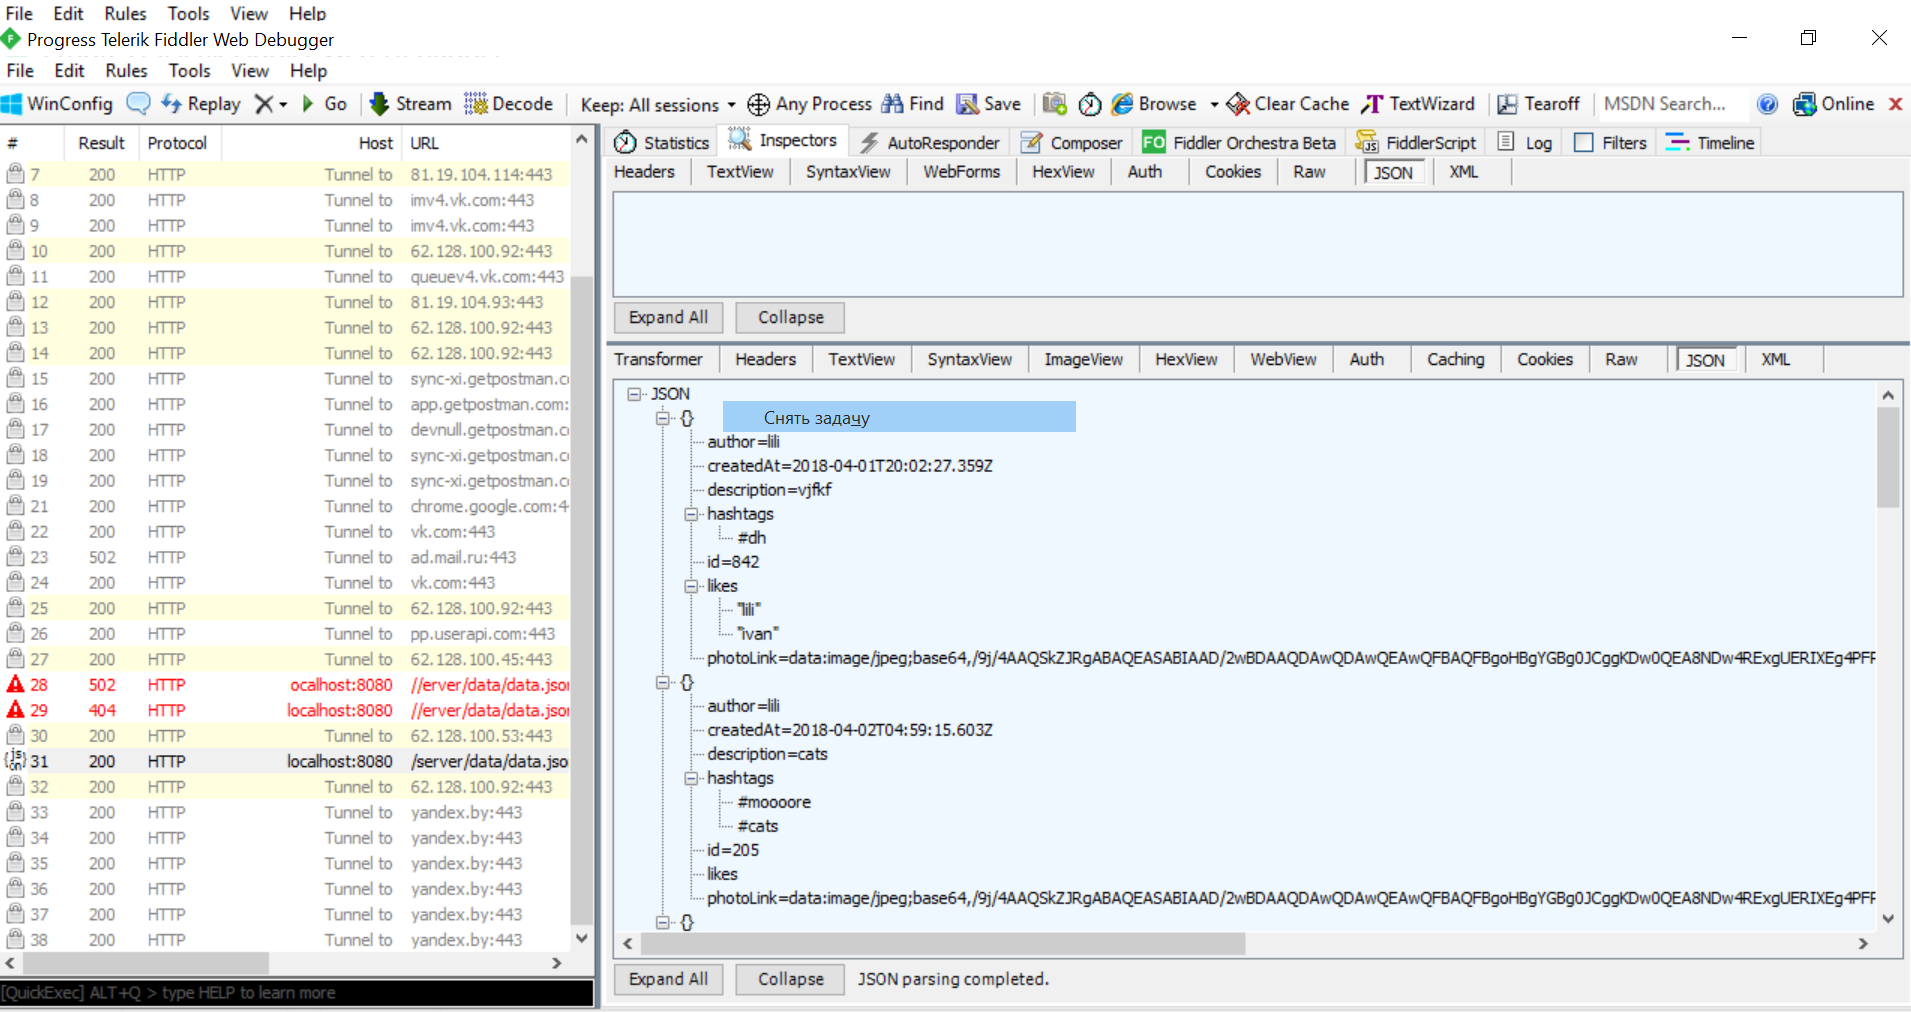 File Edit Rules Tools View Help
Progress Telerik Fiddler Web Debugger
File Edit Rules Tools View Help
WinConfig Replay Go Stream Decode Keep: All sessions Any Process Find Save Browse Clear Cache TextWizard Tearoff MSDN Search... Online
# Result Protocol Host URL
7 200 HTTP Tunnel to 81.19.104.114:443
8 200 HTTP Tunnel to imv4.vk.com:443
9 200 HTTP Tunnel to imv4.vk.com:443
10 200 HTTP Tunnel to 62.128.100.92:443
11 200 HTTP Tunnel to queuev4.vk.com:443
12 200 HTTP Tunnel to 81.19.104.93:443
13 200 HTTP Tunnel to 62.128.100.92:443
14 200 HTTP Tunnel to 62.128.100.92:443
15 200 HTTP Tunnel to sync-xi.getpostman.c
16 200 HTTP Tunnel to app.getpostman.com:
17 200 HTTP Tunnel to devnull.getpostman.c
18 200 HTTP Tunnel to sync-xi.getpostman.c
19 200 HTTP Tunnel to sync-xi.getpostman.c
21 200 HTTP Tunnel to chrome.google.com:4
22 200 HTTP Tunnel to vk.com:443
23 502 HTTP Tunnel to ad.mail.ru:443
24 200 HTTP Tunnel to vk.com:443
25 200 HTTP Tunnel to 62.128.100.92:443
26 200 HTTP Tunnel to pp.userapi.com:443
27 200 HTTP Tunnel to 62.128.100.45:443
28 502 HTTP ocalhost:8080 //erver/data/data.jso
29 404 HTTP localhost:8080 //erver/data/data.jso
30 200 HTTP Tunnel to 62.128.100.53:443
31 200 HTTP localhost:8080 /server/data/data.jso
32 200 HTTP Tunnel to 62.128.100.92:443
33 200 HTTP Tunnel to yandex.by:443
34 200 HTTP Tunnel to yandex.by:443
35 200 HTTP Tunnel to yandex.by:443
36 200 HTTP Tunnel to yandex.by:443
37 200 HTTP Tunnel to yandex.by:443
38 200 HTTP Tunnel to yandex.by:443
[QuickExec] ALT+Q > type HELP to learn more
Statistics Inspectors AutoResponder Composer FO Fiddler Orchestra Beta FiddlerScript Log Filters Timeline
Headers TextView SyntaxView WebForms HexView Auth Cookies Raw JSON XML
Expand All Collapse
Transformer Headers TextView SyntaxView ImageView HexView WebView Auth Caching Cookies Raw JSON XML
JSON
{}
Снять задачу
author=lili
createdAt=2018-04-01T20:02:27.359Z
description=vjfkf
hashtags
#dh
id=842
likes
"lili"
"ivan"
photoLink=data:image/jpeg;base64,/9j/4AAQSkZJRgABAQEASABIAAD/2wBDAAQDAwQDAwQEAwQFBAQFBgoHBgYGBg0JCggKDw0QEA8NDw4RExgUERIXEg4PFF
{}
author=lili
createdAt=2018-04-02T04:59:15.603Z
description=cats
hashtags
#moooore
#cats
id=205
likes
photoLink=data:image/jpeg;base64,/9j/4AAQSkZJRgABAQEASABIAAD/2wBDAAQDAwQDAwQEAwQFBAQFBgoHBgYGBg0JCggKDw0QEA8NDw4RExgUERIXEg4PFF
{}
Expand All Collapse JSON parsing completed.